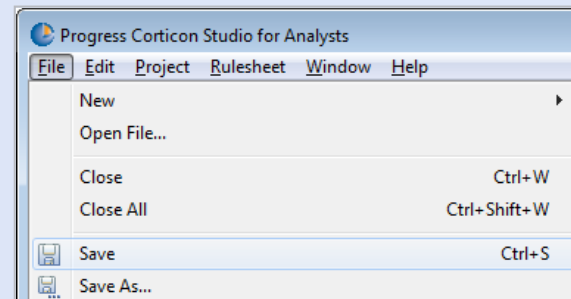 Progress Corticon Studio for Analysts
File Edit Project Rulesheet Window Help
New
Open File...
Close Ctrl+W
Close All Ctrl+Shift+W
Save Ctrl+S
Save As...